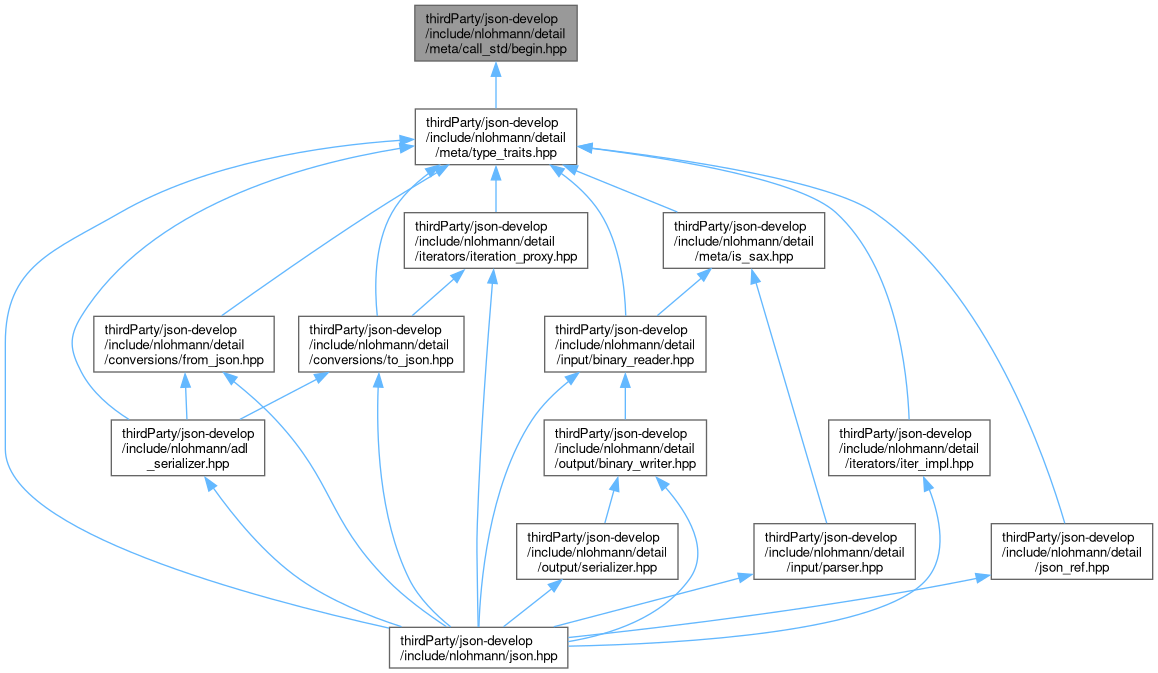 thirdParty/json-develop
/include/nlohmann/detail
/meta/call_std/begin.hpp
thirdParty/json-develop
/include/nlohmann/detail
/meta/type_traits.hpp
thirdParty/json-develop
/include/nlohmann/detail
/iterators/iteration_proxy.hpp
thirdParty/json-develop
/include/nlohmann/detail
/meta/is_sax.hpp
thirdParty/json-develop
/include/nlohmann/detail
/conversions/from_json.hpp
thirdParty/json-develop
/include/nlohmann/detail
/conversions/to_json.hpp
thirdParty/json-develop
/include/nlohmann/detail
/input/binary_reader.hpp
thirdParty/json-develop
/include/nlohmann/adl
_serializer.hpp
thirdParty/json-develop
/include/nlohmann/detail
/output/binary_writer.hpp
thirdParty/json-develop
/include/nlohmann/detail
/iterators/iter_impl.hpp
thirdParty/json-develop
/include/nlohmann/detail
/output/serializer.hpp
thirdParty/json-develop
/include/nlohmann/detail
/input/parser.hpp
thirdParty/json-develop
/include/nlohmann/detail
/json_ref.hpp
thirdParty/json-develop
/include/nlohmann/json.hpp